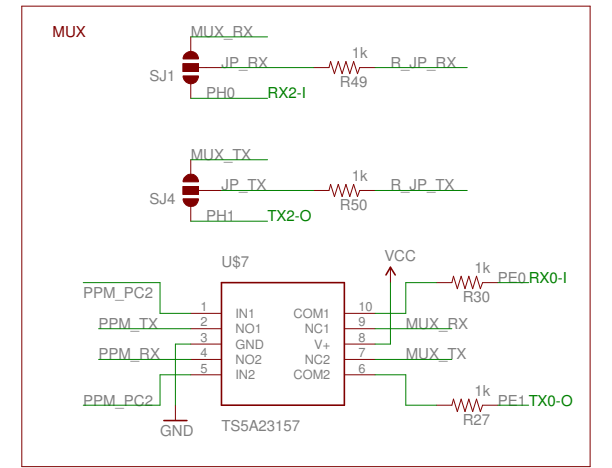 MUX
MUX_RX
JP_RX
1k
R_JP_RX
SJ1
R49
PH0 RX2-I
MUX_TX
JP_TX
1k
R_JP_TX
SJ4
R50
PH1 TX2-O
U$7
VCC
1k
PE0 RX0-I
R30
PPM_PC2
1 IN1 COM1 10
PPM_TX 2 NO1 NC1 9 MUX_RX
3 GND V+ 8
PPM_RX 4 NO2 NC2 7 MUX_TX
5 IN2 COM2 6
PPM_PC2
1k
PE1 TX0-O
R27
GND
TS5A23157